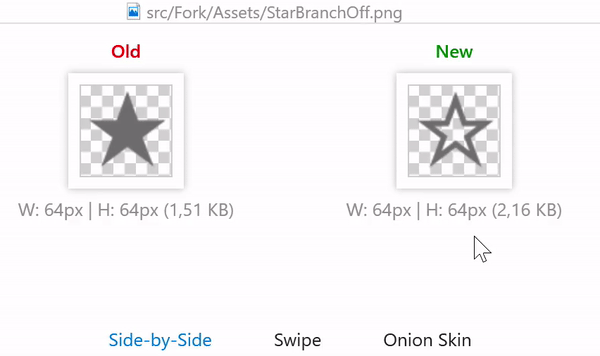 src/Fork/Assets/StarBranchOff.png
Old New
W: 64px | H: 64px (1,51 KB) W: 64px | H: 64px (2,16 KB)
Side-by-Side Swipe Onion Skin